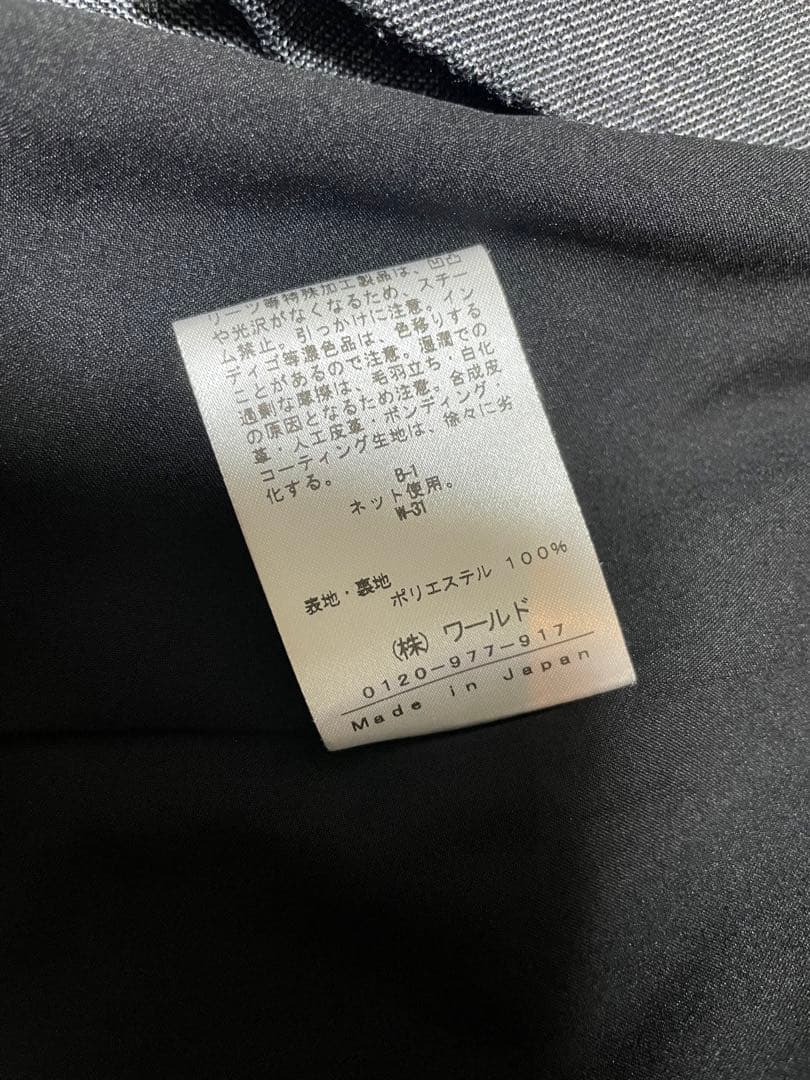 リーツ等特殊加工製品は、凹凸
や光沢がなくなるため、スチー
ム禁止。引っかけに注意。イン
ディゴ等濃色品は、色移りする
ことがあるので注意。湿潤での
過剰な摩擦は、毛羽立ち・白化
の原因となるため注意。合成皮
革・人工皮革・ボンディング・
コーティング生地は、徐々に劣
化する。
B-1
ネット使用。
W-31
表地・裏地
ポリエステル 100%
(株)ワールド
0120-977-917
Made in Japan